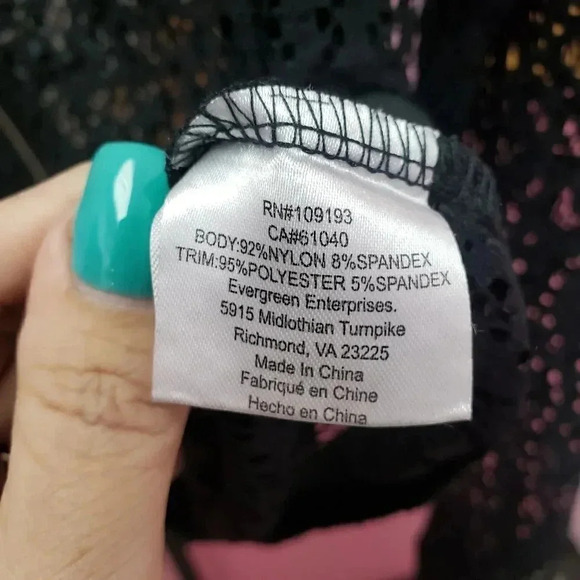 RN#109193
CA#61040
BODY:92%NYLON 8%SPANDEX
TRIM:95%POLYESTER 5%SPANDEX
Evergreen Enterprises.
5915 Midlothian Turnpike
Richmond, VA 23225
Made In China
Fabriqué en Chine
Hecho en China